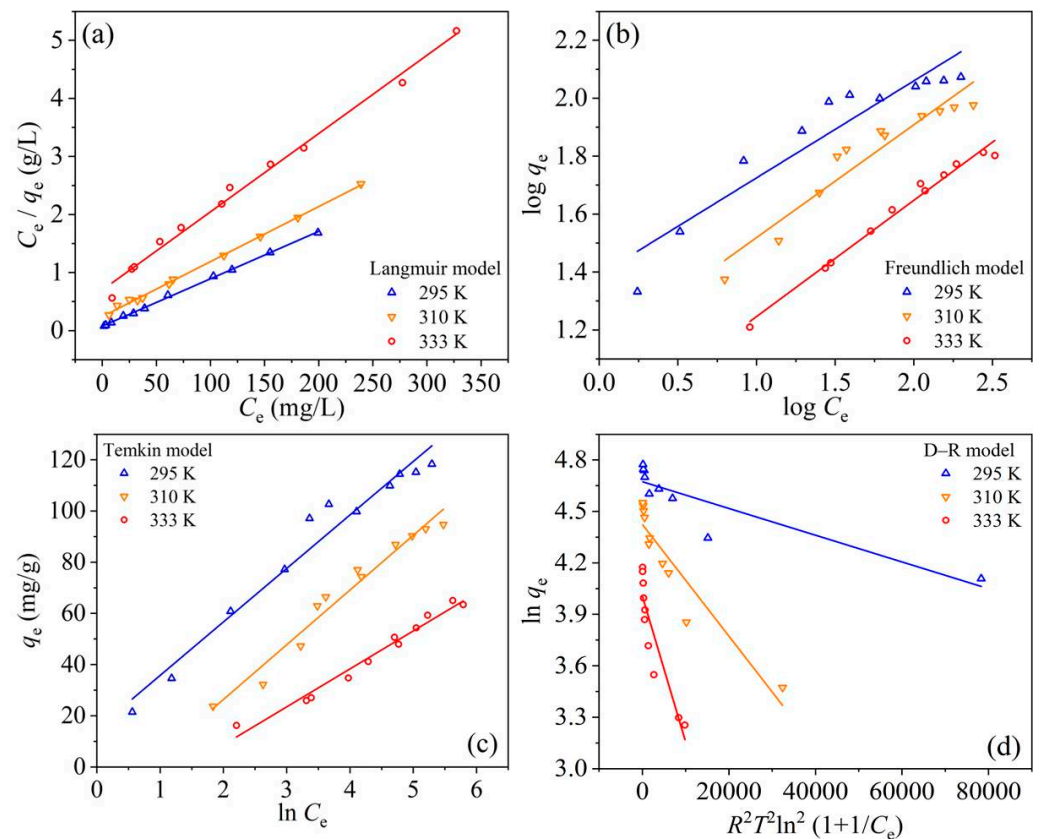 (a)
5
4
3
2
1
0
0 50 100 150 200 250 300 350
Cₑ / qₑ (g/L)
Cₑ (mg/L)
Langmuir model
295 K
310 K
333 K
(b)
2.2
2.0
1.8
1.6
1.4
1.2
0.0 0.5 1.0 1.5 2.0 2.5
log qₑ
log Cₑ
Freundlich model
295 K
310 K
333 K
Temkin model
295 K
310 K
333 K
120
100
80
60
40
20
0
0 1 2 3 4 5 6
qₑ (mg/g)
ln Cₑ
(c)
D–R model
295 K
310 K
333 K
4.8
4.5
4.2
3.9
3.6
3.3
3.0
0 20000 40000 60000 80000
ln qₑ
R²T²ln² (1+1/Cₑ)
(d)